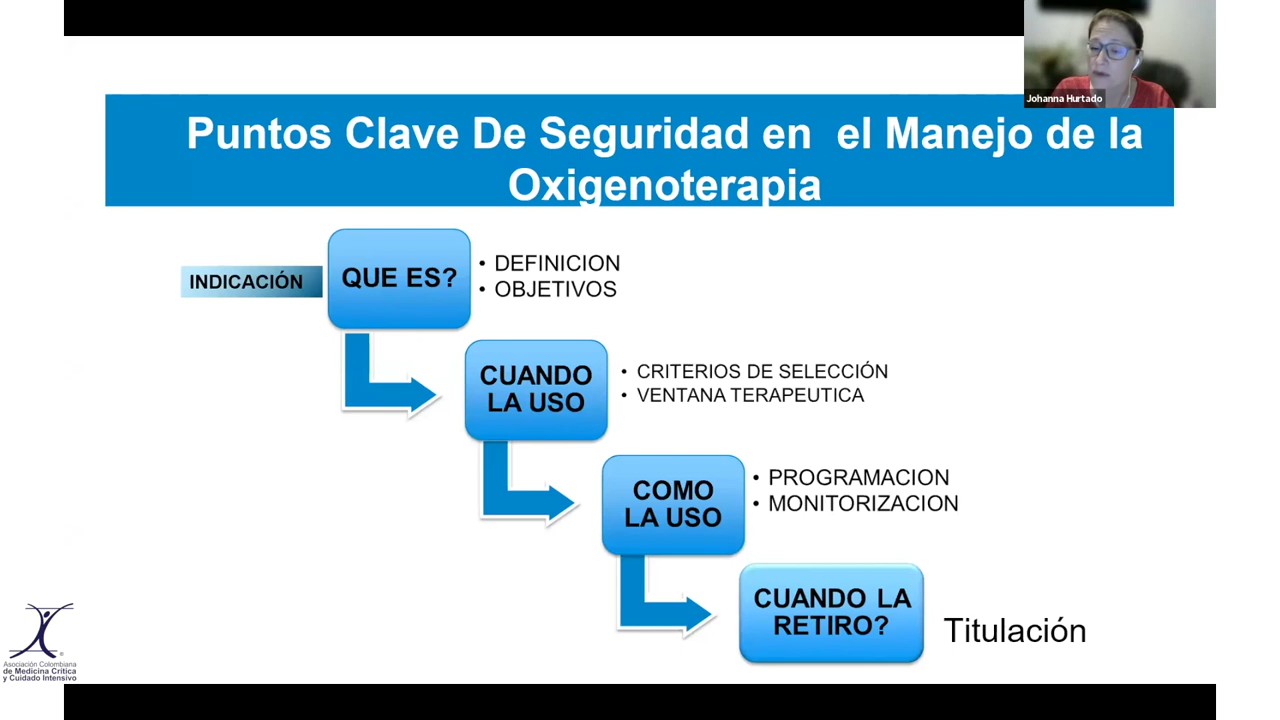 Johanna Hurtado
Puntos Clave De Seguridad en el Manejo de la
Oxigenoterapia
INDICACIÓN
QUE ES?
• DEFINICION
• OBJETIVOS
CUANDO
LA USO
• CRITERIOS DE SELECCIÓN
• VENTANA TERAPEUTICA
COMO
LA USO
• PROGRAMACION
• MONITORIZACION
CUANDO LA
RETIRO?
Titulación
Asociación Colombiana
de Medicina Crítica
y Cuidado Intensivo